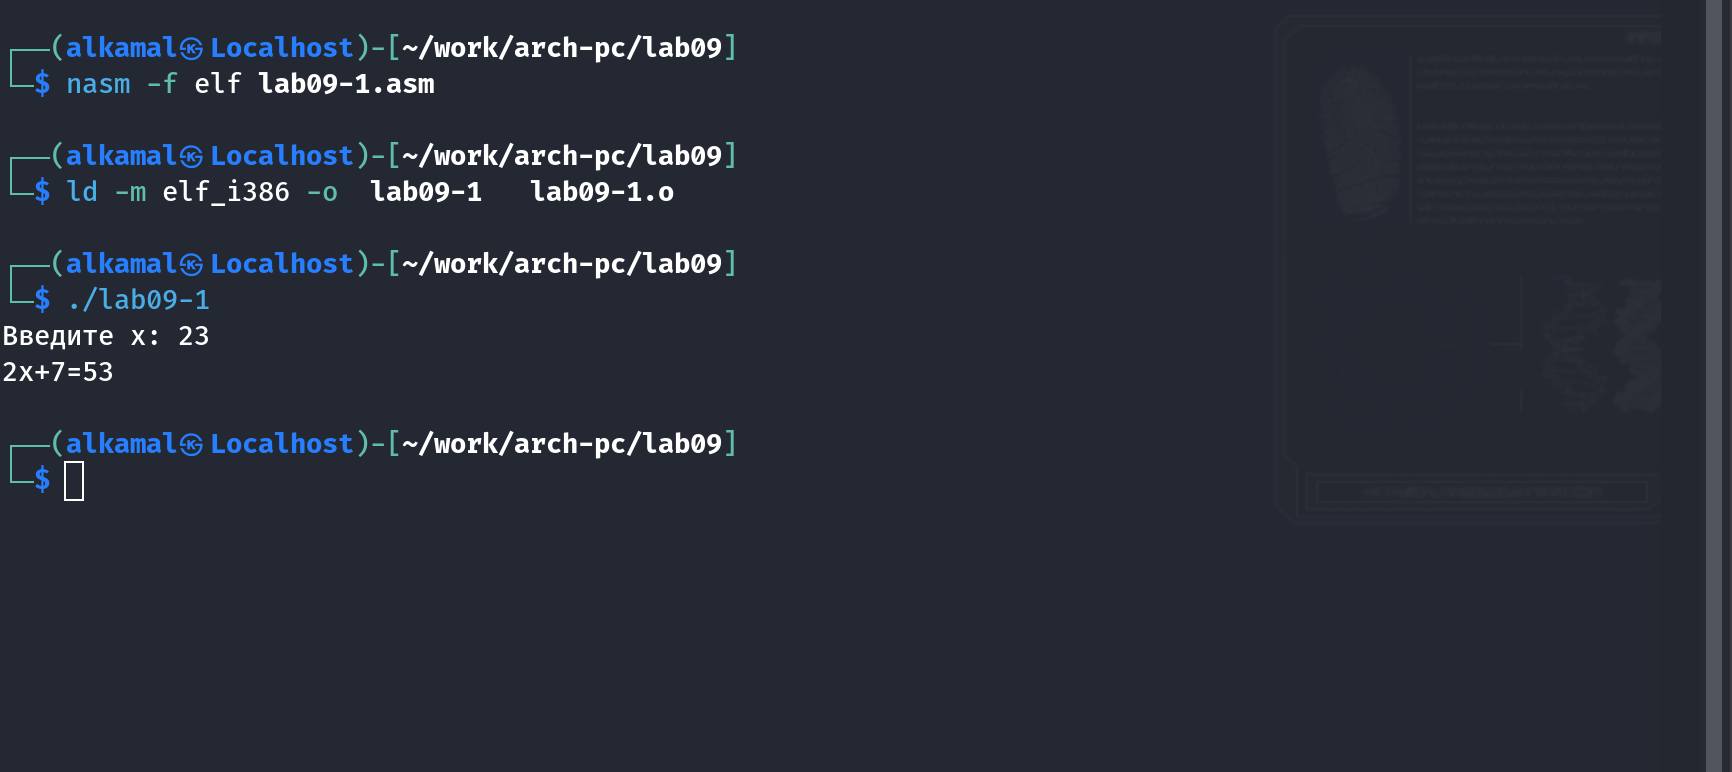 ┌──(alkamal㉿Localhost)-[~/work/arch-pc/lab09]
└─$ nasm -f elf lab09-1.asm
┌──(alkamal㉿Localhost)-[~/work/arch-pc/lab09]
└─$ ld -m elf_i386 -o  lab09-1   lab09-1.o
┌──(alkamal㉿Localhost)-[~/work/arch-pc/lab09]
└─$ ./lab09-1
Введите x: 23
2x+7=53
┌──(alkamal㉿Localhost)-[~/work/arch-pc/lab09]
└─$